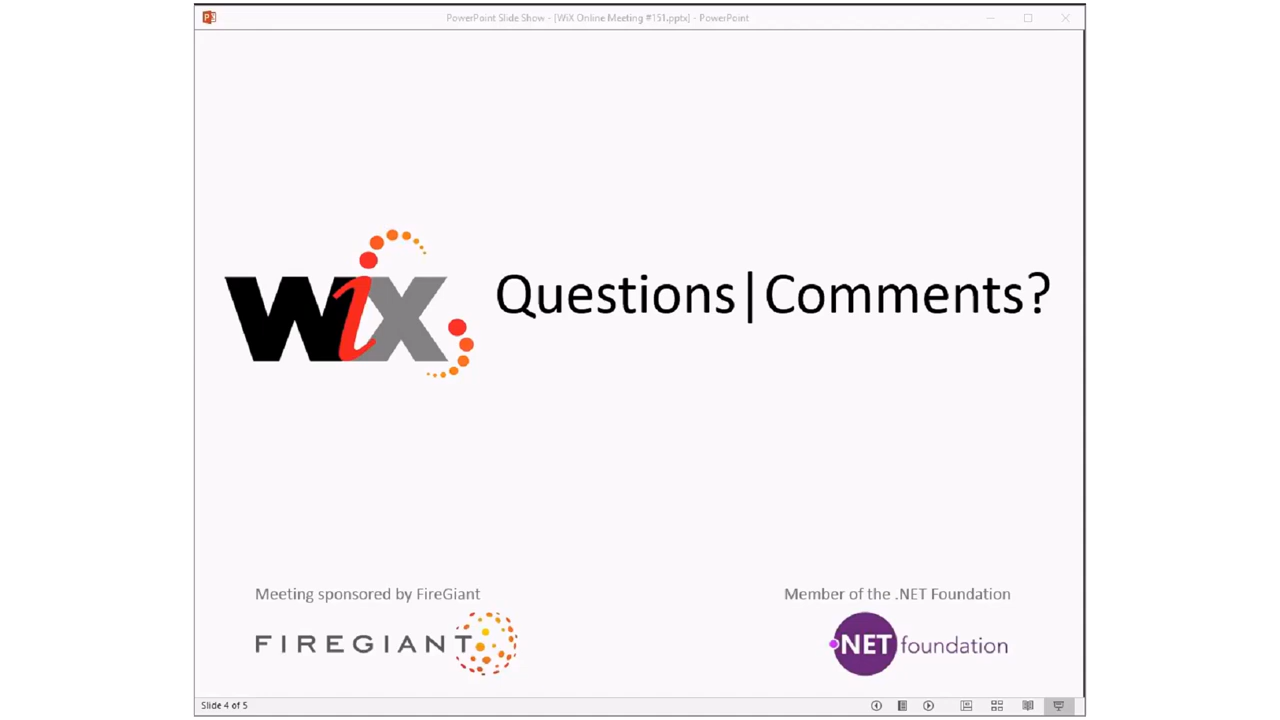 PowerPoint Slide Show - [WiX Online Meeting #151.pptx] - PowerPoint
WiX
Questions|Comments?
Meeting sponsored by FireGiant
FIREGIANT
Member of the .NET Foundation
.NET foundation
Slide 4 of 5